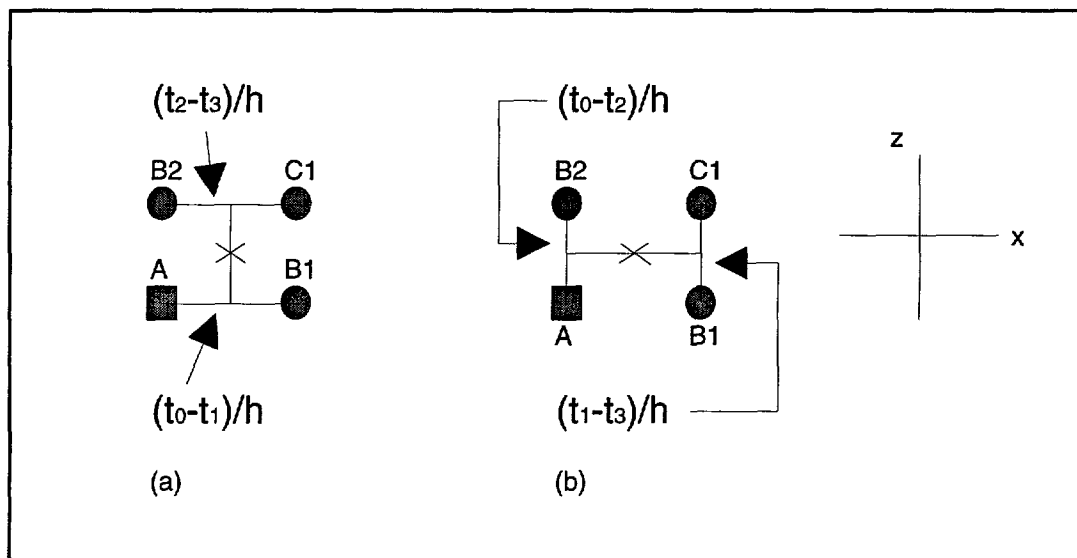 (t₂-t₃)/h
B2 C1
A B1
(t₀-t₁)/h
(a)
(t₀-t₂)/h
B2 C1
A B1
(t₁-t₃)/h
(b)
z
x